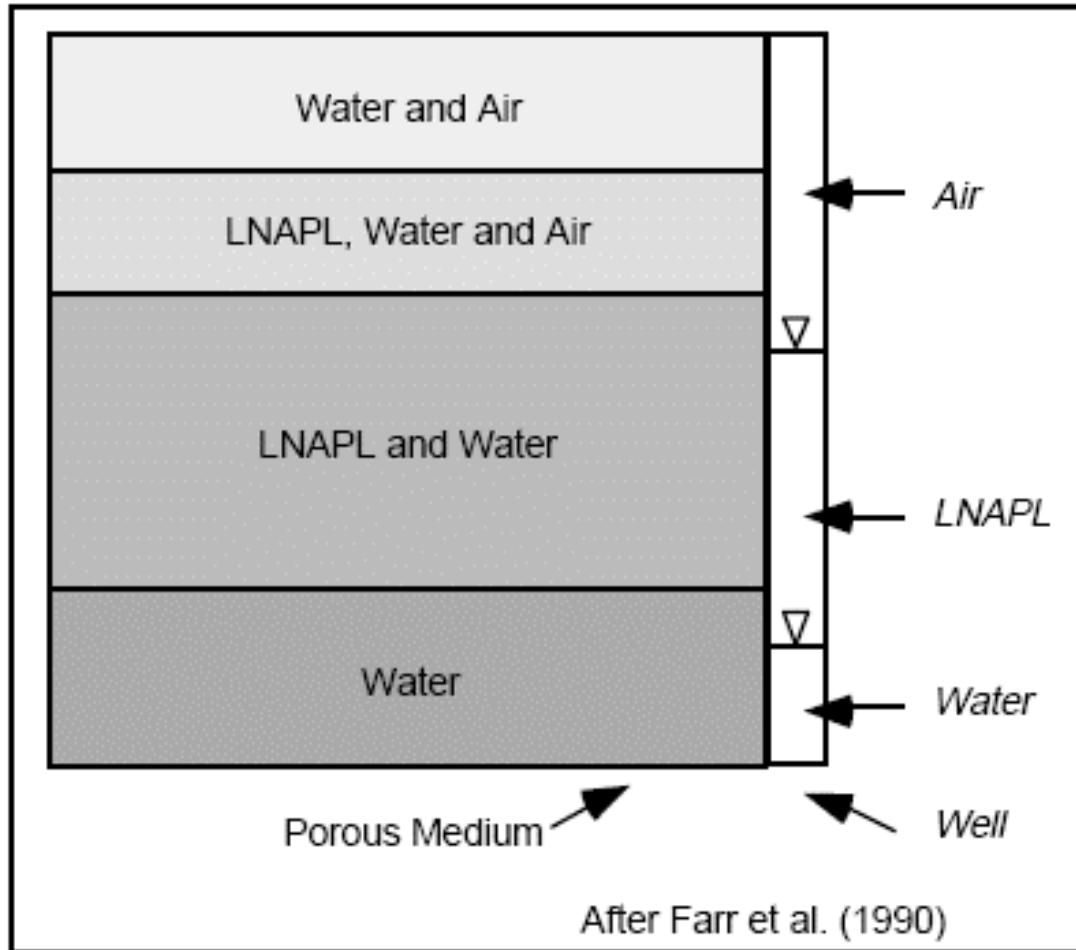 Water and Air
Air
LNAPL, Water and Air
LNAPL and Water
LNAPL
Water
Water
Porous Medium
Well
After Farr et al. (1990)